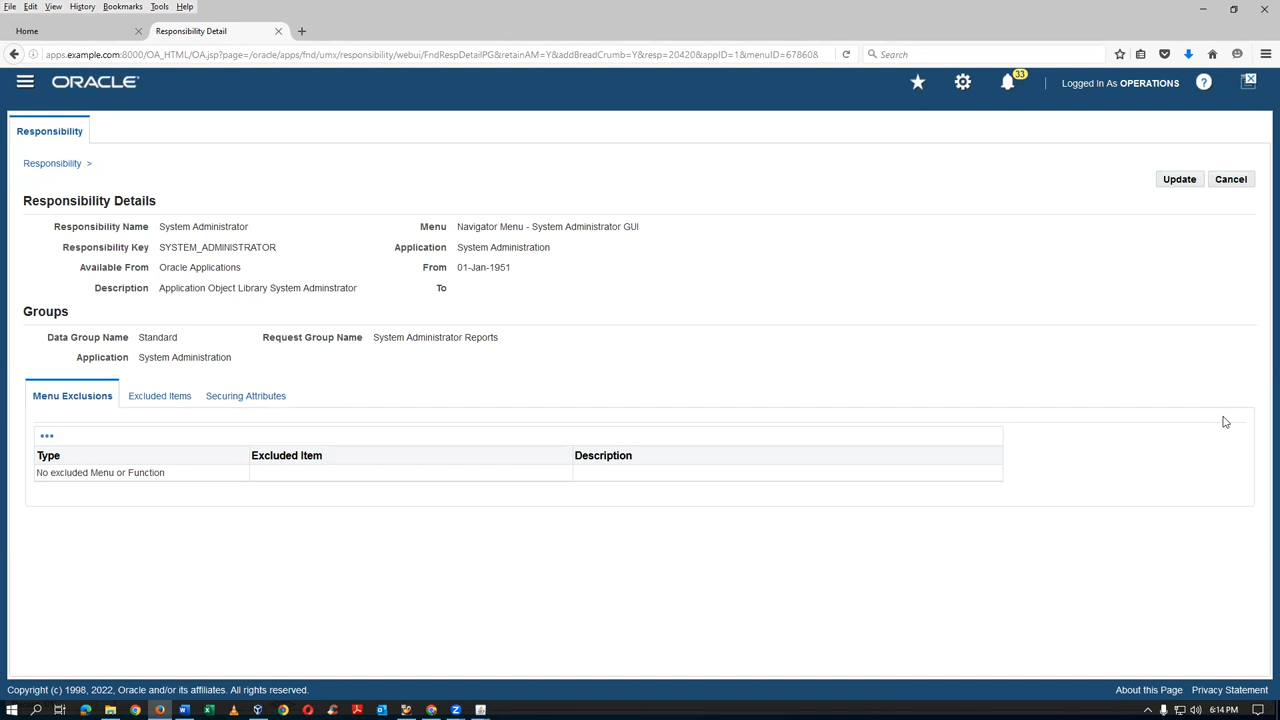 File Edit View History Bookmarks Tools Help
Home
Responsibility Detail
apps.example.com:8000/OA_HTML/OA.jsp?page=/oracle/apps/fnd/umx/responsibility/webui/FndRespDetailPG&retainAM=Y&addBreadCrumb=Y&resp=20420&appID=1&menuID=67860&
Search
ORACLE
33
Logged In As OPERATIONS
Responsibility
Responsibility >
Update Cancel
Responsibility Details
Responsibility Name System Administrator Menu Navigator Menu - System Administrator GUI
Responsibility Key SYSTEM_ADMINISTRATOR Application System Administration
Available From Oracle Applications From 01-Jan-1951
Description Application Object Library System Adminstrator To
Groups
Data Group Name Standard Request Group Name System Administrator Reports
Application System Administration
Menu Exclusions Excluded Items Securing Attributes
Type Excluded Item Description
No excluded Menu or Function
Copyright (c) 1998, 2022, Oracle and/or its affiliates. All rights reserved. About this Page Privacy Statement
6:14 PM